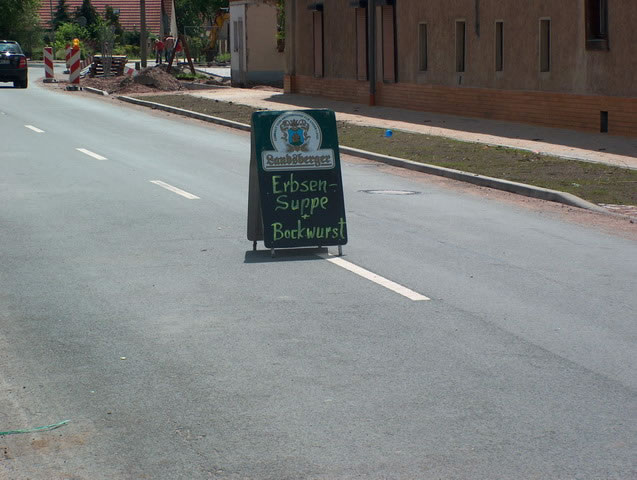 Landsberger
Erbsen-
Suppe
+
Bockwurst